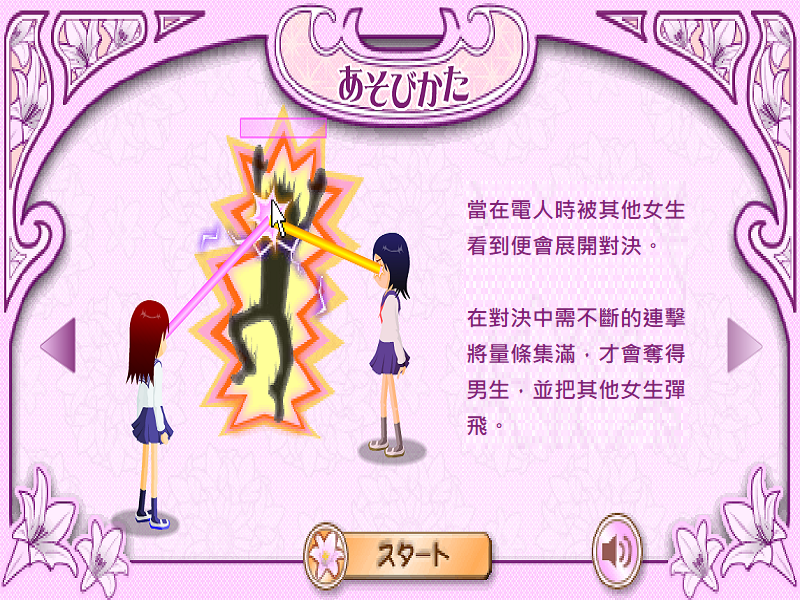 あそびかた
當在電人時被其他女生
看到便會展開對決。
在對決中需不斷的連擊
將量條集滿，才會奪得
男生，並把其他女生彈
飛。
スタート